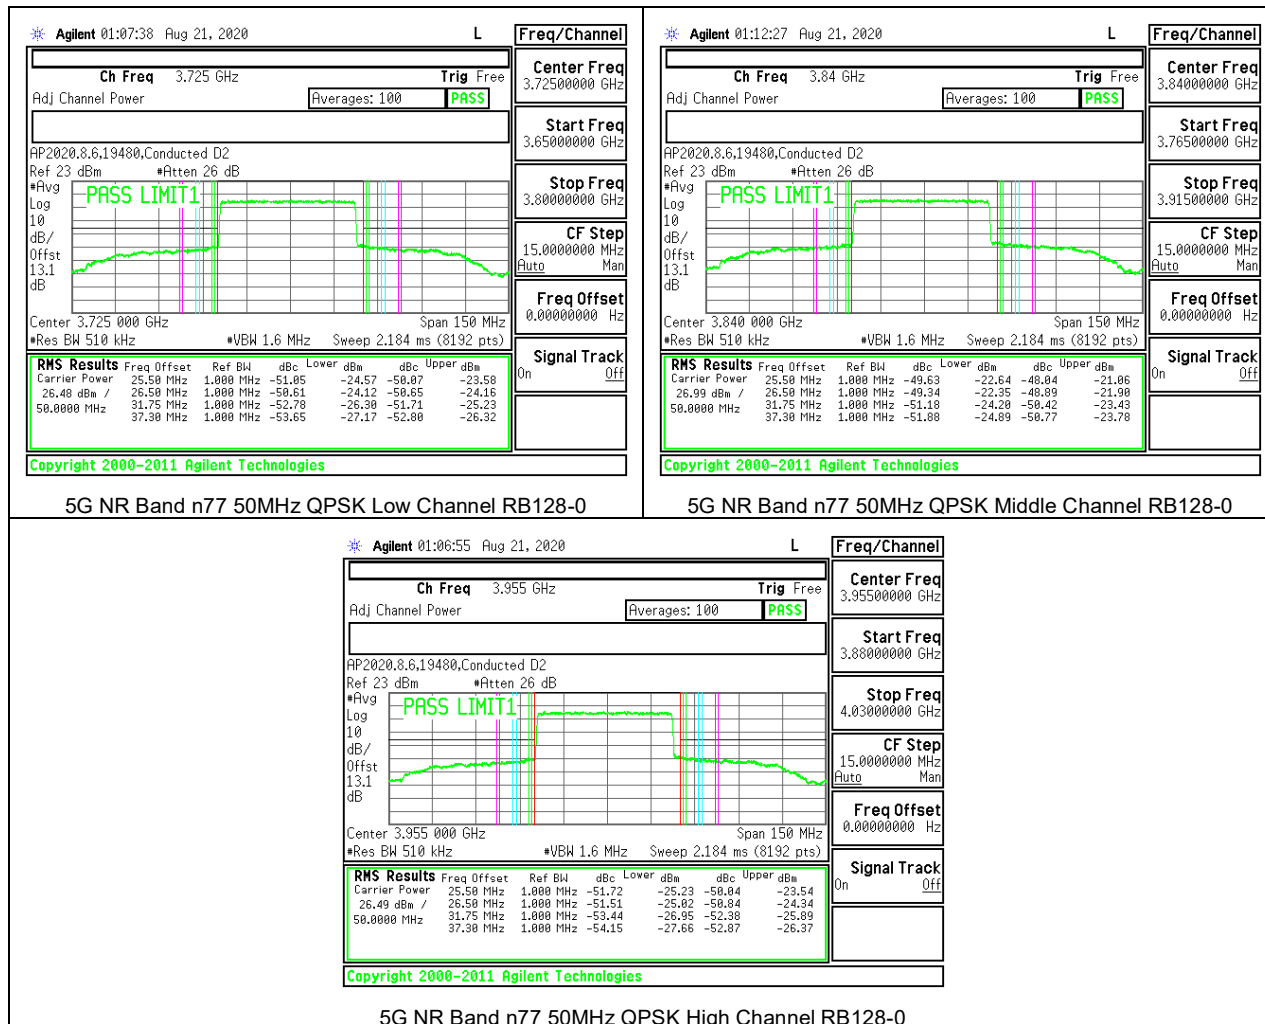 Agilent 01:07:38 Aug 21, 2020 L
Freq/Channel
Ch Freq 3.725 GHz Trig Free
Adj Channel Power Averages: 100 PASS
Center Freq
3.72500000 GHz
Start Freq
3.65000000 GHz
Stop Freq
3.80000000 GHz
CF Step
15.0000000 MHz
Auto Man
Freq Offset
0.00000000 Hz
Signal Track
On Off
AP2020.8.6,19480,Conducted D2
Ref 23 dBm #Atten 26 dB
#Avg
Log
10
dB/
Offst
13.1
dB
PASS LIMIT1
Center 3.725 000 GHz Span 150 MHz
#Res BW 510 kHz #VBW 1.6 MHz Sweep 2.184 ms (8192 pts)
RMS Results Freq Offset Ref BW dBc Lower dBm dBc Upper dBm
Carrier Power 25.50 MHz 1.000 MHz -51.05 -24.57 -50.07 -23.58
26.48 dBm / 26.50 MHz 1.000 MHz -50.61 -24.12 -50.65 -24.16
50.0000 MHz 31.75 MHz 1.000 MHz -52.78 -26.30 -51.71 -25.23
37.30 MHz 1.000 MHz -53.65 -27.17 -52.80 -26.32
Copyright 2000-2011 Agilent Technologies
5G NR Band n77 50MHz QPSK Low Channel RB128-0
Agilent 01:12:27 Aug 21, 2020 L
Freq/Channel
Ch Freq 3.84 GHz Trig Free
Adj Channel Power Averages: 100 PASS
Center Freq
3.84000000 GHz
Start Freq
3.76500000 GHz
Stop Freq
3.91500000 GHz
CF Step
15.0000000 MHz
Auto Man
Freq Offset
0.00000000 Hz
Signal Track
On Off
AP2020.8.6,19480,Conducted D2
Ref 23 dBm #Atten 26 dB
#Avg
Log
10
dB/
Offst
13.1
dB
PASS LIMIT1
Center 3.840 000 GHz Span 150 MHz
#Res BW 510 kHz #VBW 1.6 MHz Sweep 2.184 ms (8192 pts)
RMS Results Freq Offset Ref BW dBc Lower dBm dBc Upper dBm
Carrier Power 25.50 MHz 1.000 MHz -49.63 -22.64 -48.04 -21.06
26.99 dBm / 26.50 MHz 1.000 MHz -49.34 -22.35 -48.89 -21.90
50.0000 MHz 31.75 MHz 1.000 MHz -51.18 -24.20 -50.42 -23.43
37.30 MHz 1.000 MHz -51.88 -24.89 -50.77 -23.78
Copyright 2000-2011 Agilent Technologies
5G NR Band n77 50MHz QPSK Middle Channel RB128-0
Agilent 01:06:55 Aug 21, 2020 L
Freq/Channel
Ch Freq 3.955 GHz Trig Free
Adj Channel Power Averages: 100 PASS
Center Freq
3.95500000 GHz
Start Freq
3.88000000 GHz
Stop Freq
4.03000000 GHz
CF Step
15.0000000 MHz
Auto Man
Freq Offset
0.00000000 Hz
Signal Track
On Off
AP2020.8.6,19480,Conducted D2
Ref 23 dBm #Atten 26 dB
#Avg
Log
10
dB/
Offst
13.1
dB
PASS LIMIT1
Center 3.955 000 GHz Span 150 MHz
#Res BW 510 kHz #VBW 1.6 MHz Sweep 2.184 ms (8192 pts)
RMS Results Freq Offset Ref BW dBc Lower dBm dBc Upper dBm
Carrier Power 25.50 MHz 1.000 MHz -51.72 -25.23 -50.04 -23.54
26.49 dBm / 26.50 MHz 1.000 MHz -51.51 -25.02 -50.84 -24.34
50.0000 MHz 31.75 MHz 1.000 MHz -53.44 -26.95 -52.38 -25.89
37.30 MHz 1.000 MHz -54.15 -27.66 -52.87 -26.37
Copyright 2000-2011 Agilent Technologies
5G NR Band n77 50MHz QPSK High Channel RB128-0